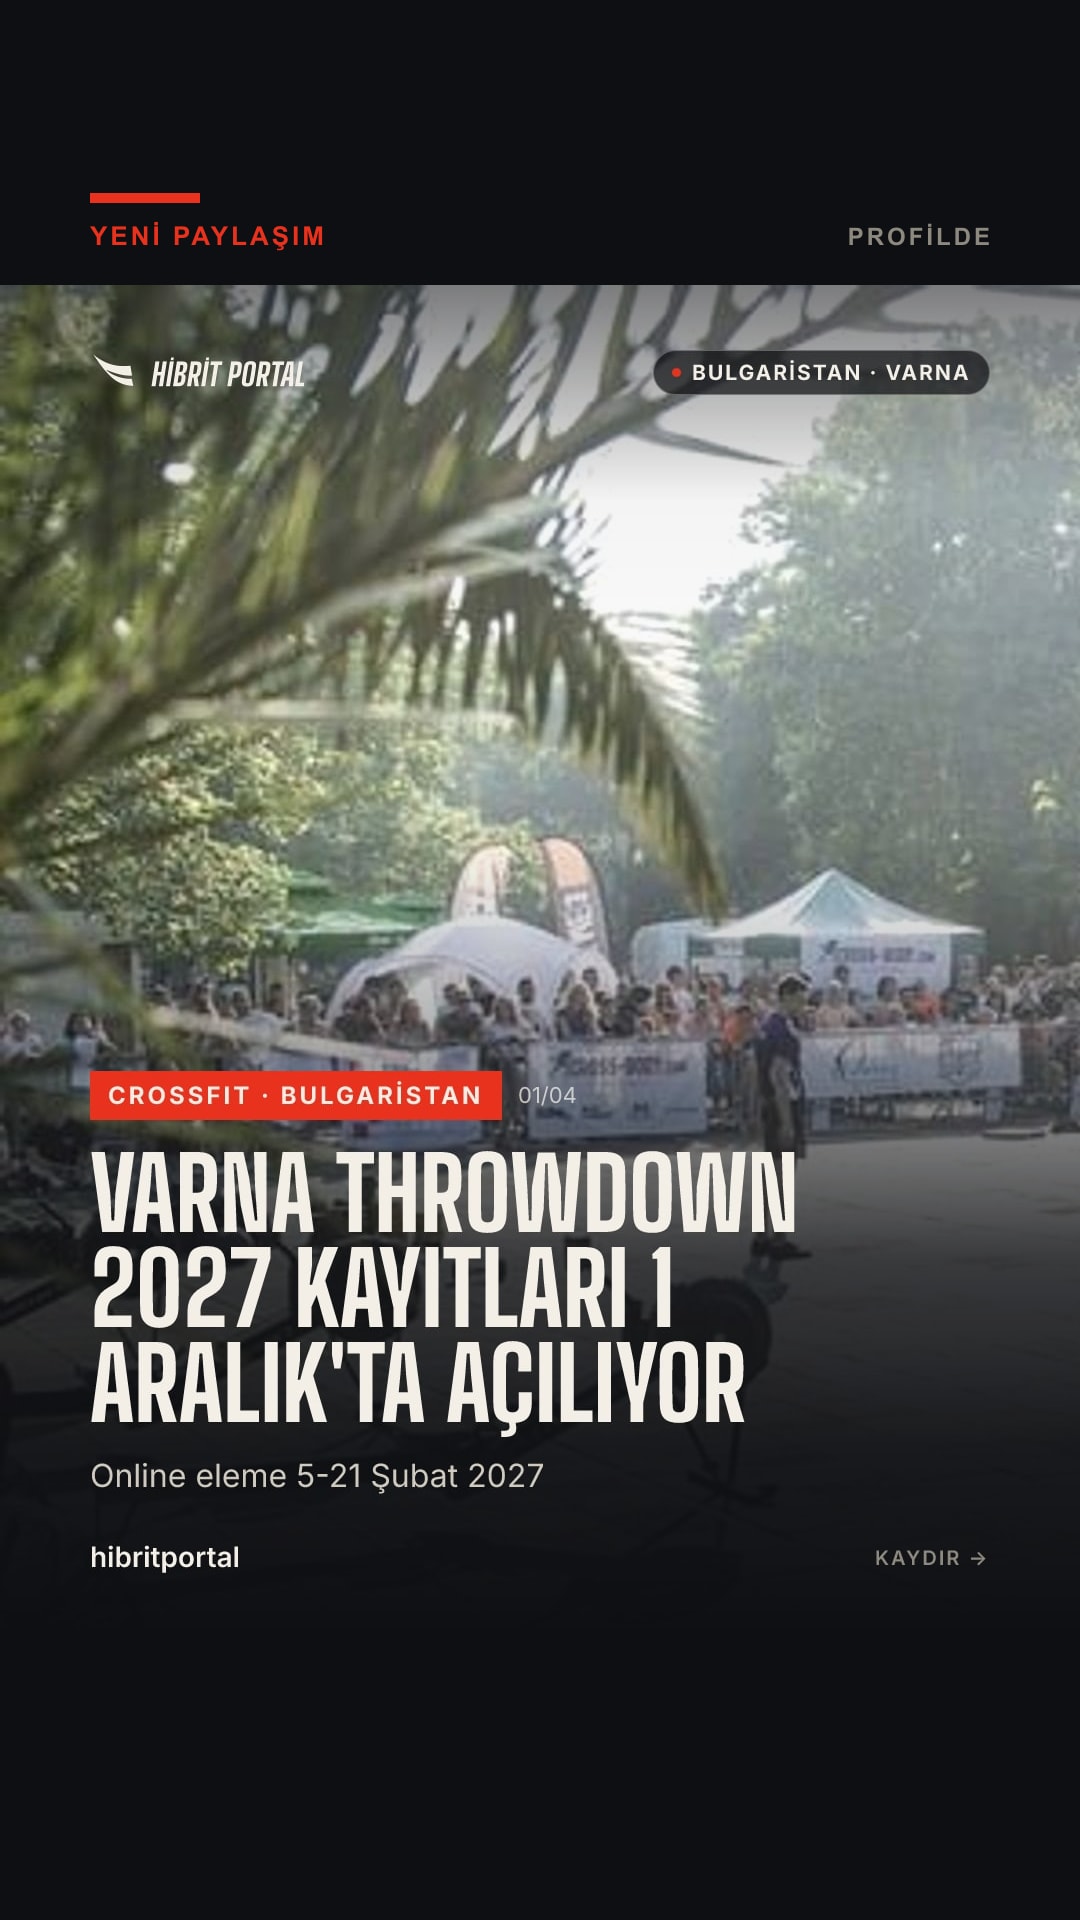 YENİ PAYLAŞIM
PROFİLDE
HİBRİT PORTAL
BULGARİSTAN · VARNA
CROSSFIT · BULGARİSTAN
01/04
VARNA THROWDOWN
2027 KAYITLARI 1
ARALIK'TA AÇILIYOR
Online eleme 5-21 Şubat 2027
hibritportal
KAYDIR →